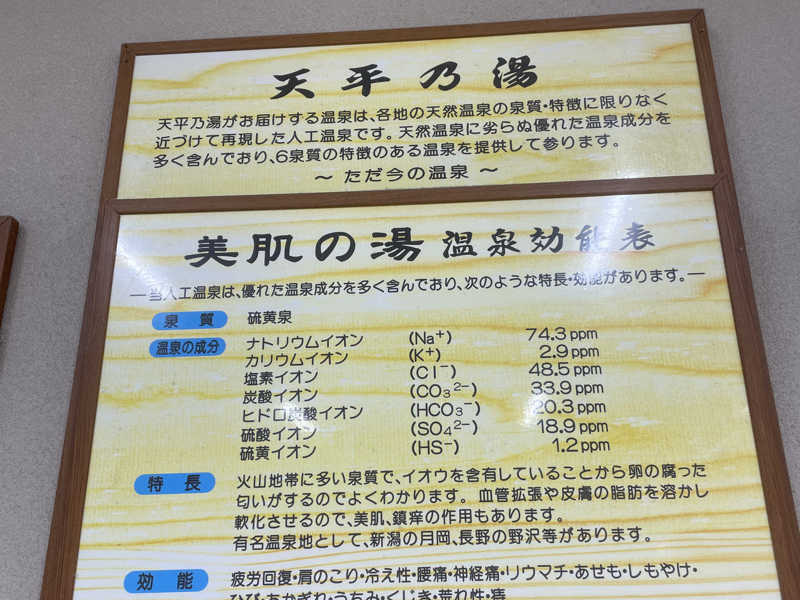 天平乃湯
天平乃湯がお届けする温泉は、各地の天然温泉の泉質・特徴に限りなく
近づけて再現した人工温泉です。天然温泉に劣らぬ優れた温泉成分を
多く含んでおり、6泉質の特徴のある温泉を提供して参ります。
～ ただ今の温泉 ～
美肌の湯 温泉効能表
―当人工温泉は、優れた温泉成分を多く含んでおり、次のような特長・効能があります。―
泉質 硫黄泉
温泉の成分 ナトリウムイオン (Na⁺) 74.3 ppm
カリウムイオン (K⁺) 2.9 ppm
塩素イオン (Cl⁻) 48.5 ppm
炭酸イオン (CO₃²⁻) 33.9 ppm
ヒドロ炭酸イオン (HCO₃⁻) 20.3 ppm
硫酸イオン (SO₄²⁻) 18.9 ppm
硫黄イオン (HS⁻) 1.2 ppm
特長 火山地帯に多い泉質で、イオウを含有していることから卵の腐った
匂いがするのでよくわかります。血管拡張や皮膚の脂肪を溶かし
軟化させるので、美肌、鎮痒の作用もあります。
有名温泉地として、新潟の月岡、長野の野沢等があります。
効能 疲労回復・肩のこり・冷え性・腰痛・神経痛・リウマチ・あせも・しもやけ・
ひび・あかぎれ・うちみ・くじき・荒れ性・痔